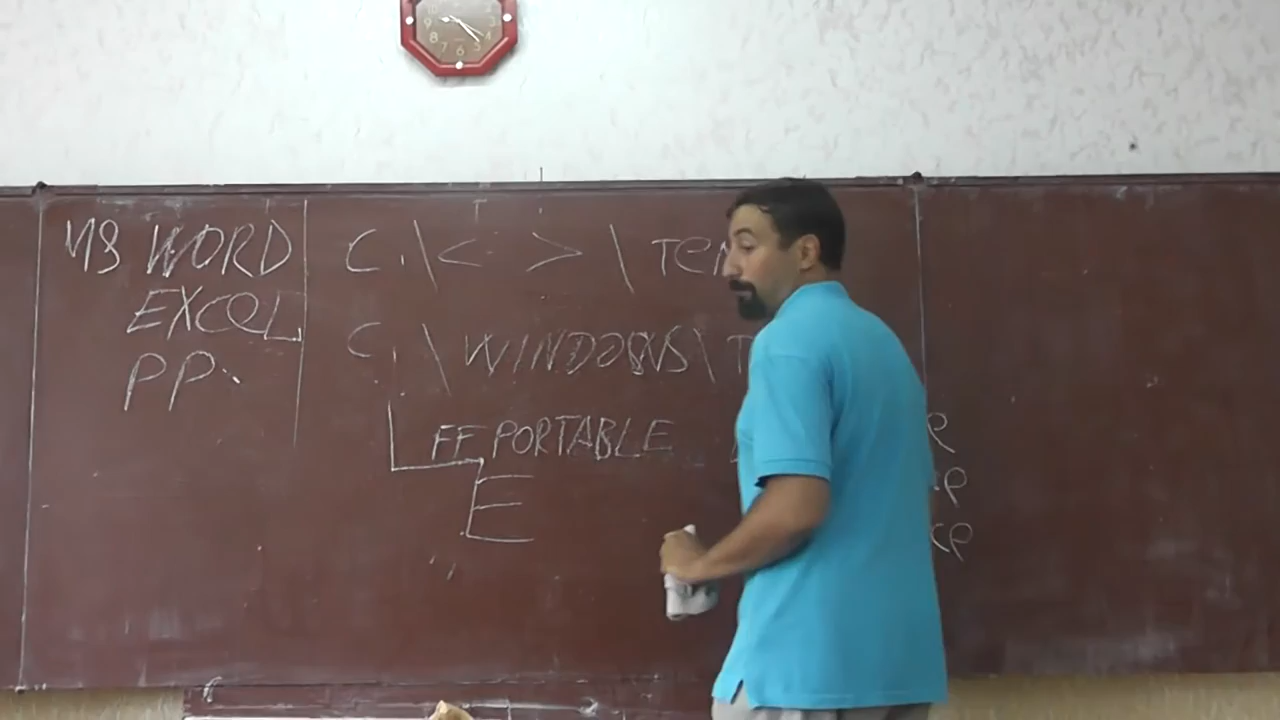 MS WORD
EXCEL
PP.
C:\< >\TEM
C:\WINDOWS\T
FF PORTABLE
E